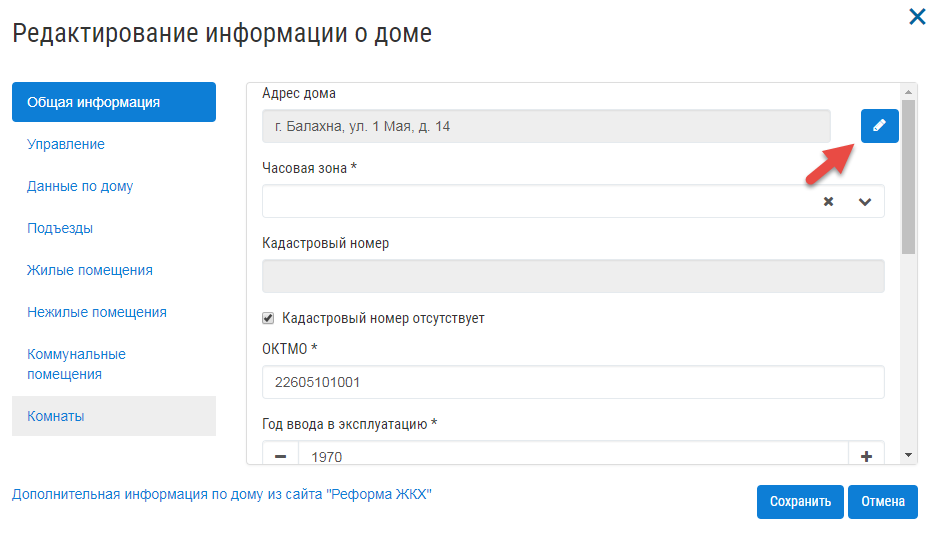 Редактирование информации о доме
Общая информация
Управление
Данные по дому
Подъезды
Жилые помещения
Нежилые помещения
Коммунальные
помещения
Комнаты
Адрес дома
г. Балахна, ул. 1 Мая, д. 14
Часовая зона *
Кадастровый номер
Кадастровый номер отсутствует
ОКТМО *
22605101001
Год ввода в эксплуатацию *
1970
Дополнительная информация по дому из сайта "Реформа ЖКХ"
Сохранить
Отмена